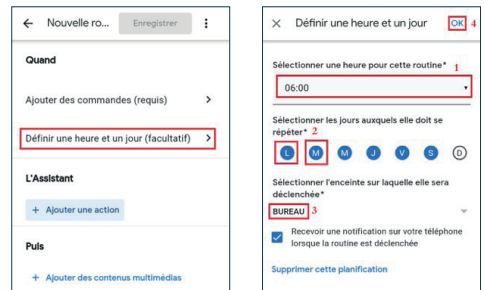 Nouvelle ro...
Enregistrer
Quand
Ajouter des commandes (requis)
Définir une heure et un jour (facultatif)
L'Assistant
+ Ajouter une action
Puis
+ Ajouter des contenus multimédias
Définir une heure et un jour
OK 4
Sélectionner une heure pour cette routine*
1
06:00
Sélectionner les jours auxquels elle doit se
répéter* 2
L M M J V S D
Sélectionner l'enceinte sur laquelle elle sera
déclenchée*
BUREAU 3
Recevoir une notification sur votre téléphone
lorsque la routine est déclenchée
Supprimer cette planification